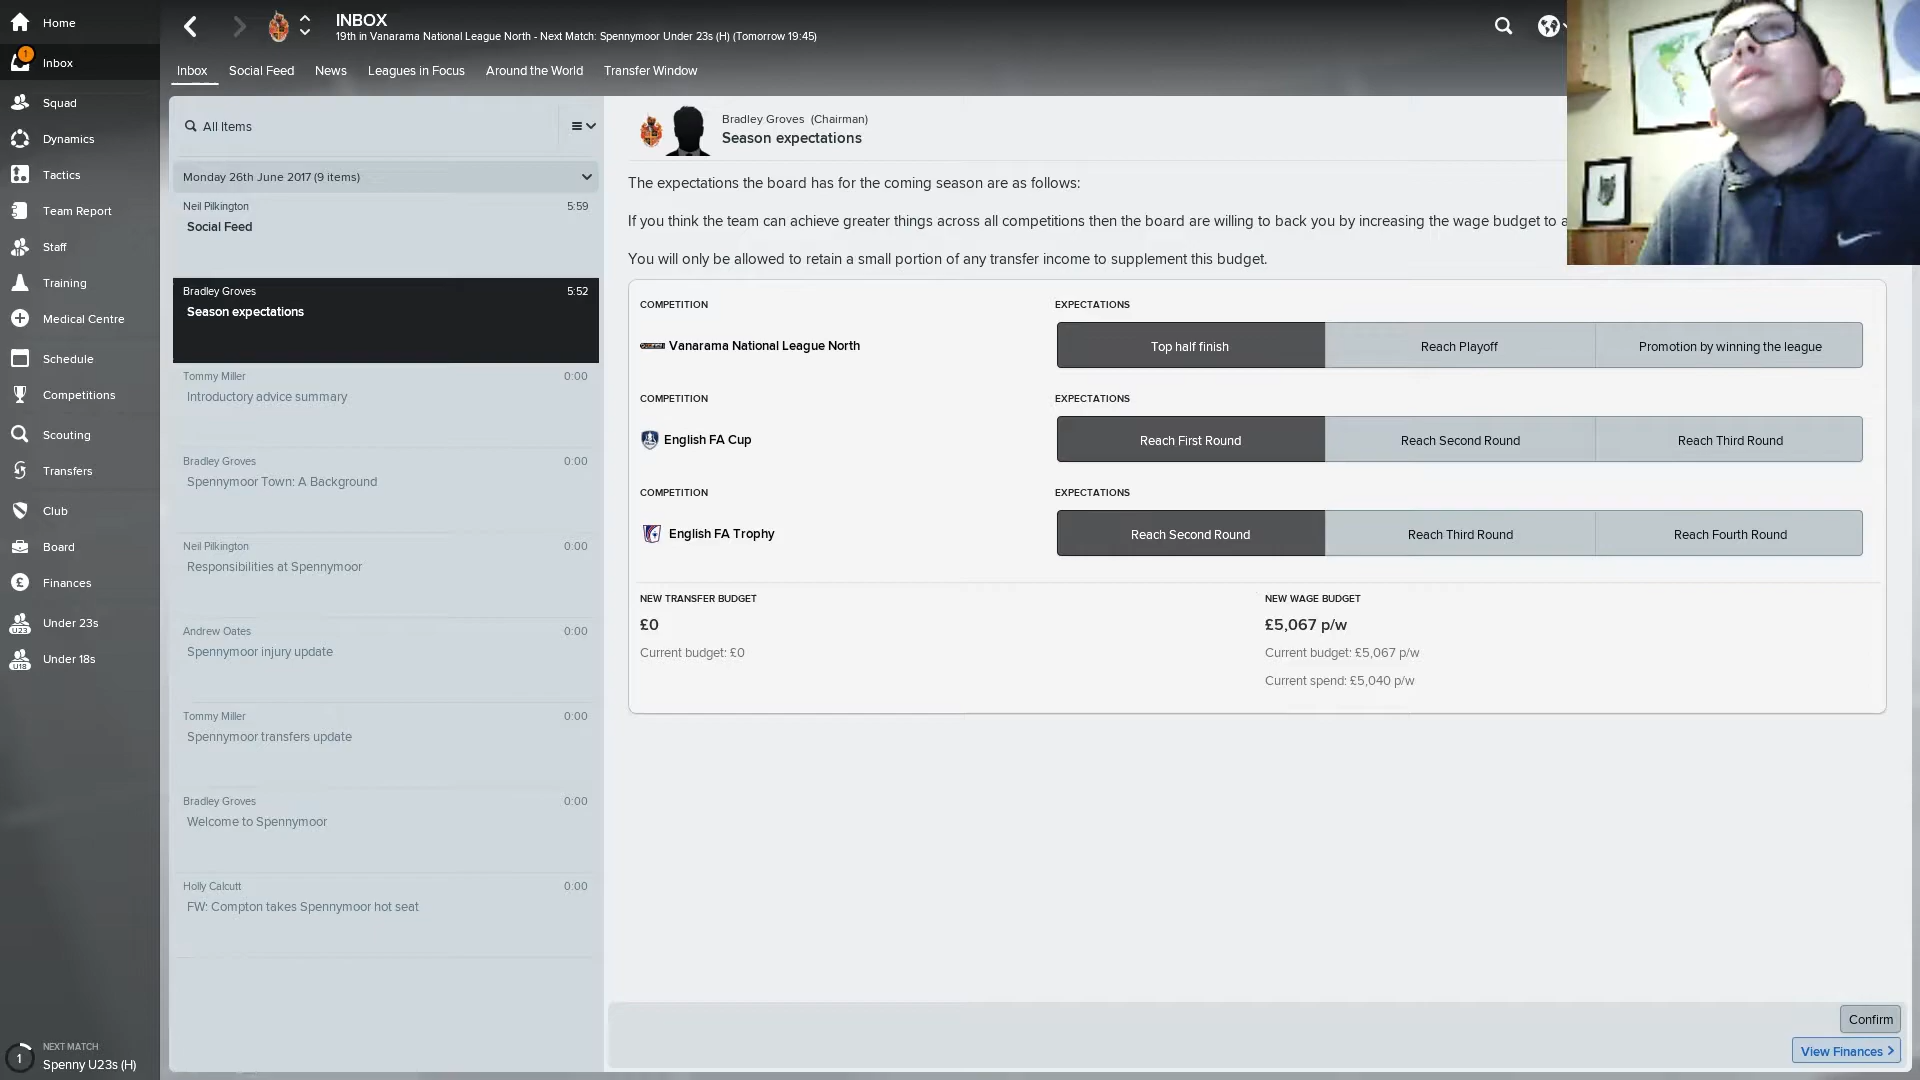 Home
Inbox
1
Squad
Dynamics
Tactics
Team Report
Staff
Training
Medical Centre
Schedule
Competitions
Scouting
Transfers
Club
Board
Finances
U23
Under 23s
U18
Under 18s
1
NEXT MATCH
Spenny U23s (H)
INBOX
19th in Vanarama National League North - Next Match: Spennymoor Under 23s (H) (Tomorrow 19:45)
Inbox Social Feed News Leagues in Focus Around the World Transfer Window
All Items
Monday 26th June 2017 (9 items)
Neil Pilkington 5:59
Social Feed
Bradley Groves 5:52
Season expectations
Tommy Miller 0:00
Introductory advice summary
Bradley Groves 0:00
Spennymoor Town: A Background
Neil Pilkington 0:00
Responsibilities at Spennymoor
Andrew Oates 0:00
Spennymoor injury update
Tommy Miller 0:00
Spennymoor transfers update
Bradley Groves 0:00
Welcome to Spennymoor
Holly Calcutt 0:00
FW: Compton takes Spennymoor hot seat
Bradley Groves (Chairman)
Season expectations
The expectations the board has for the coming season are as follows:
If you think the team can achieve greater things across all competitions then the board are willing to back you by increasing the wage budget to a
You will only be allowed to retain a small portion of any transfer income to supplement this budget.
COMPETITION EXPECTATIONS
Vanarama National League North Top half finish Reach Playoff Promotion by winning the league
COMPETITION EXPECTATIONS
English FA Cup Reach First Round Reach Second Round Reach Third Round
COMPETITION EXPECTATIONS
English FA Trophy Reach Second Round Reach Third Round Reach Fourth Round
NEW TRANSFER BUDGET NEW WAGE BUDGET
£0 £5,067 p/w
Current budget: £0 Current budget: £5,067 p/w
Current spend: £5,040 p/w
Confirm
View Finances